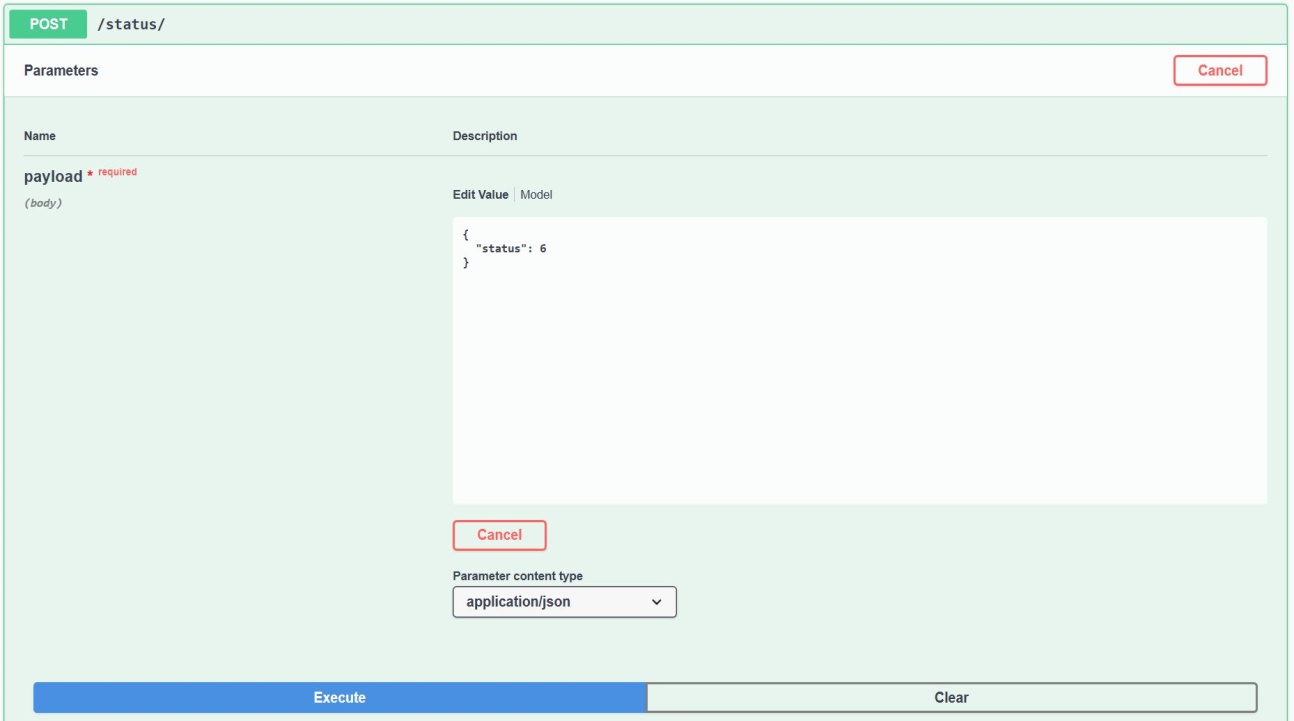 POST /status/
Parameters Cancel
Name Description
payload * required
(body)
Edit Value Model
{
  "status": 6
}
Cancel
Parameter content type
application/json
Execute Clear